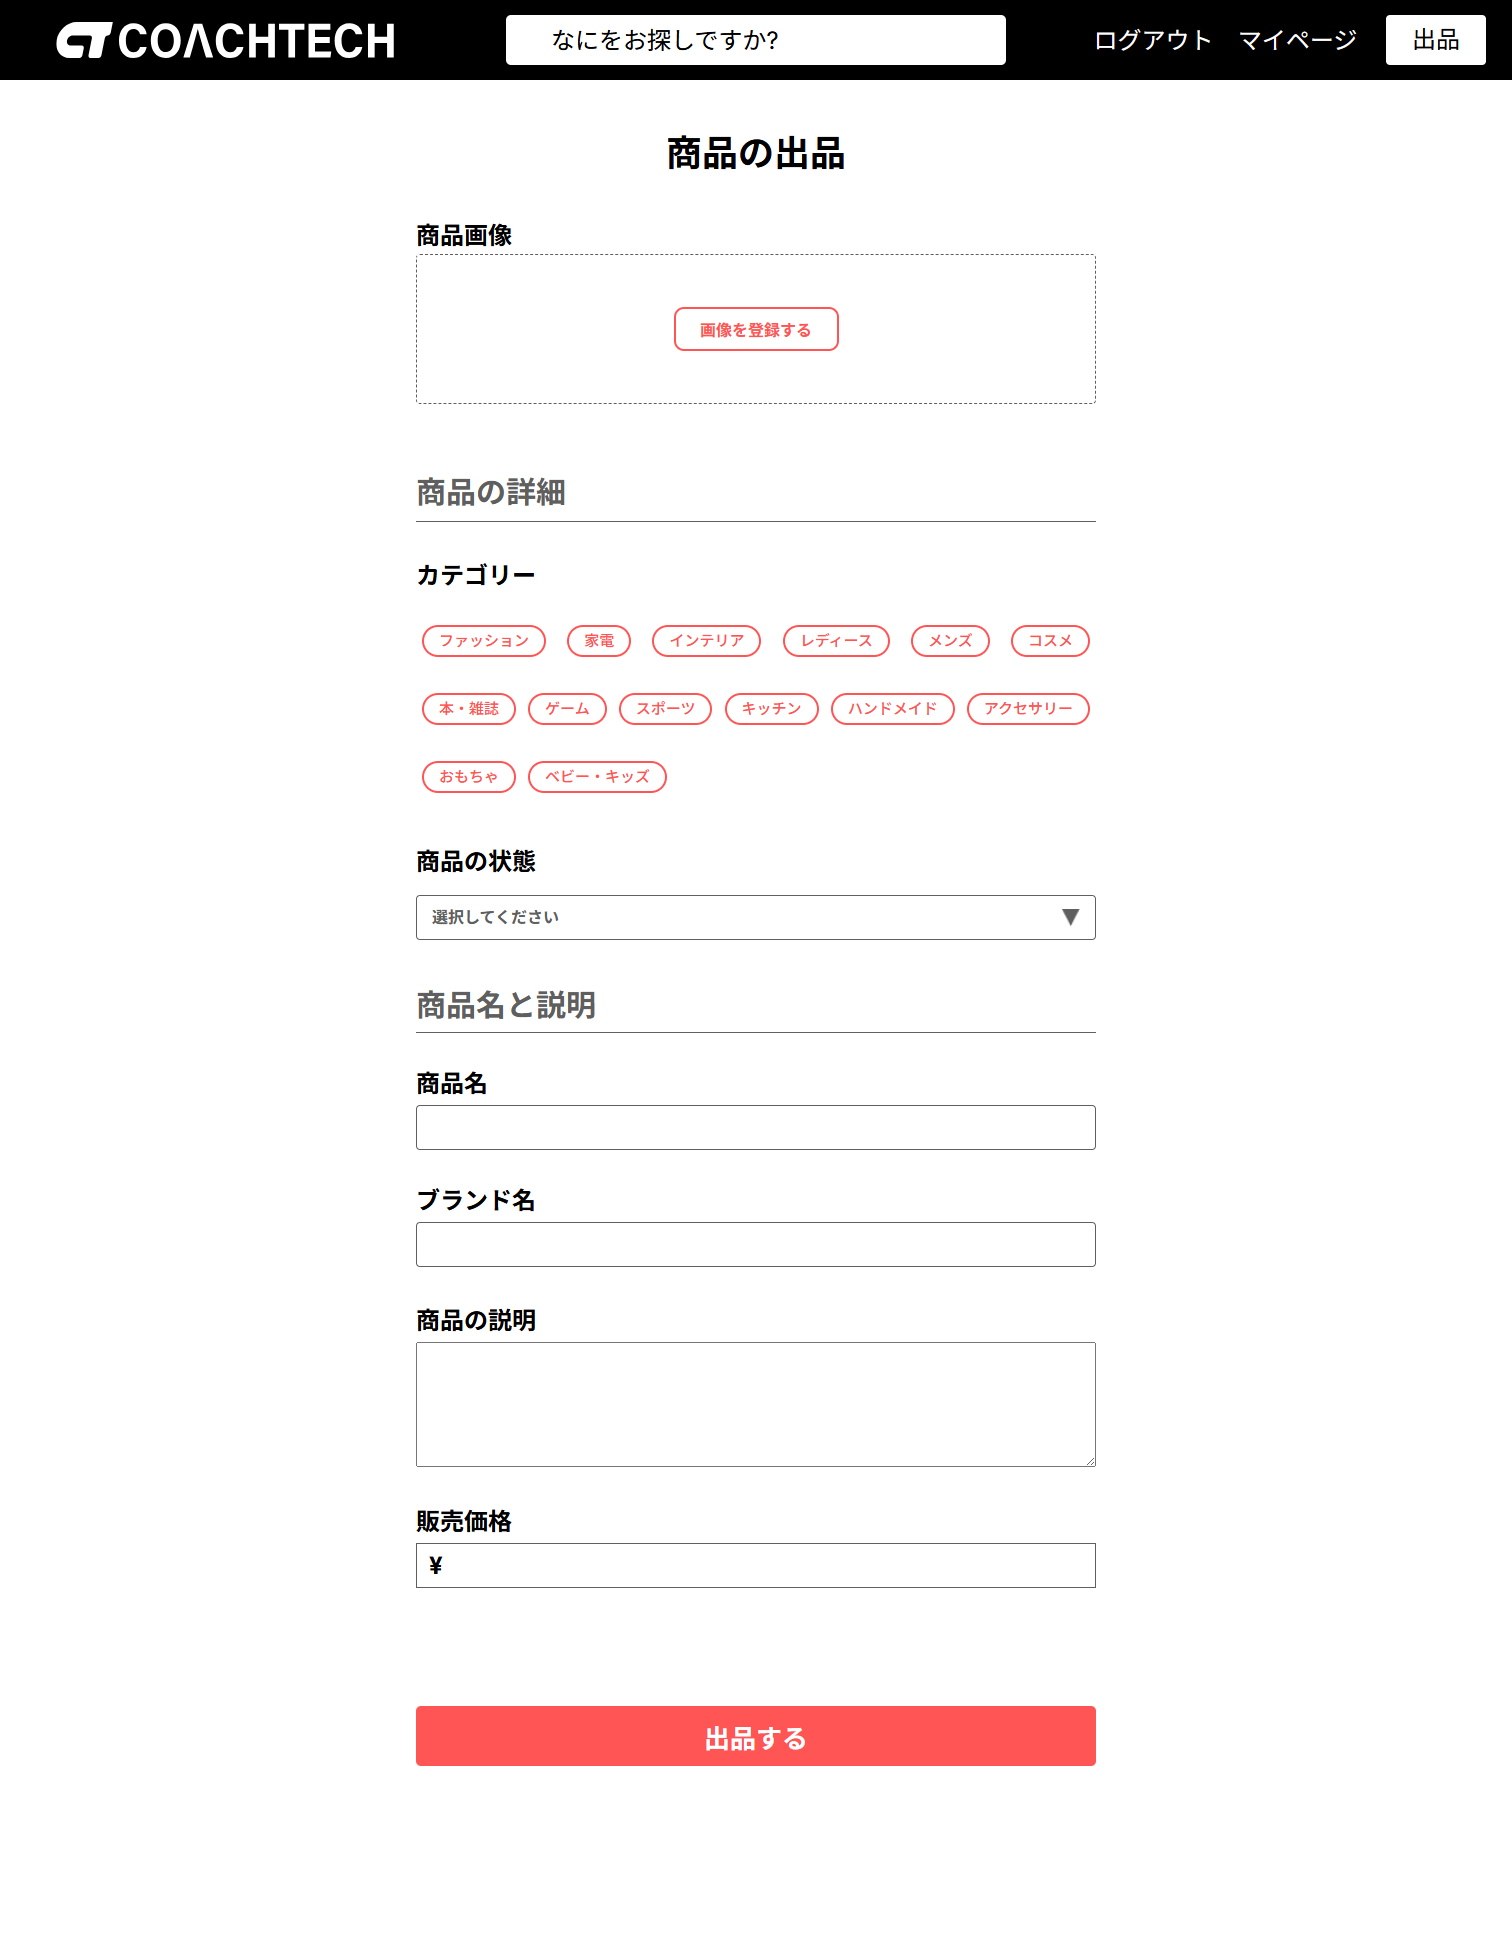 COACHTECH なにをお探しですか? ログアウト マイページ 出品
商品の出品
商品画像
画像を登録する
商品の詳細
カテゴリー
ファッション 家電 インテリア レディース メンズ コスメ
本・雑誌 ゲーム スポーツ キッチン ハンドメイド アクセサリー
おもちゃ ベビー・キッズ
商品の状態
選択してください
商品名と説明
商品名
ブランド名
商品の説明
販売価格
¥
出品する